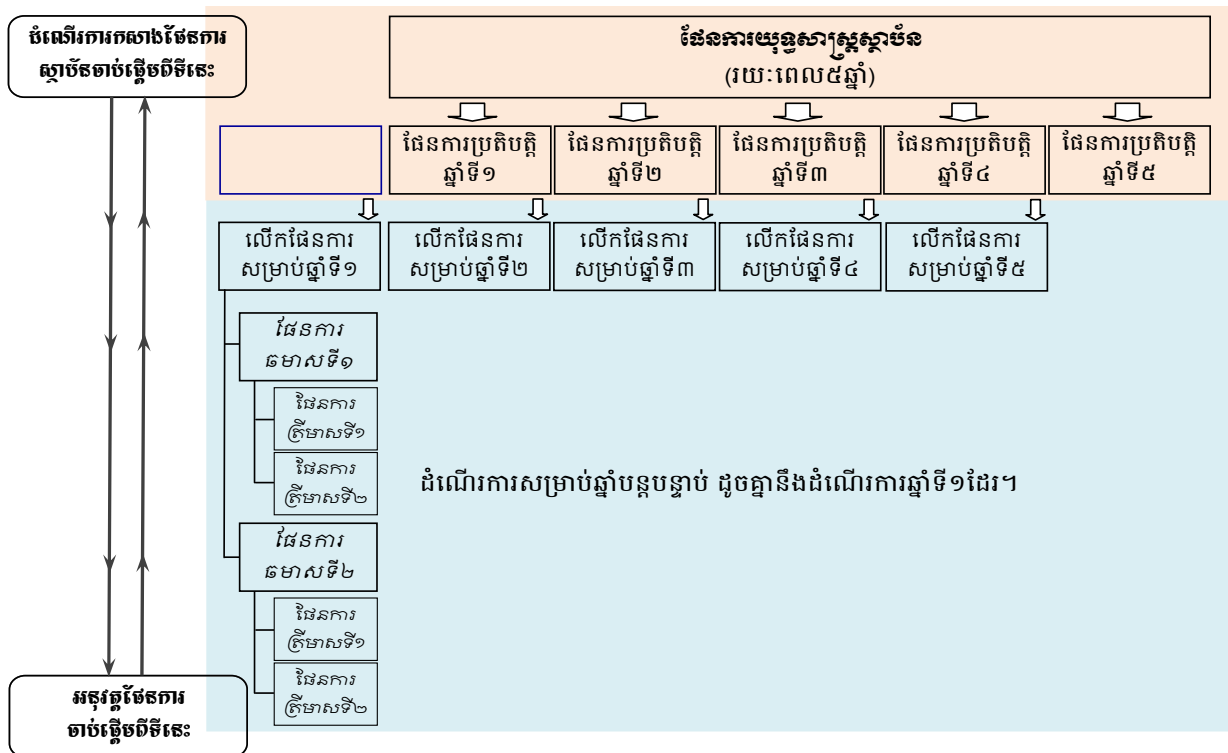 ដំណើរការកសាងផែនការ
ស្ថាប័នចាប់ផ្តើមពីទីនេះ
ផែនការយុទ្ធសាស្ត្រស្ថាប័ន
(រយៈពេល៥ឆ្នាំ)
ផែនការប្រតិបត្តិ
ឆ្នាំទី១
ផែនការប្រតិបត្តិ
ឆ្នាំទី២
ផែនការប្រតិបត្តិ
ឆ្នាំទី៣
ផែនការប្រតិបត្តិ
ឆ្នាំទី៤
ផែនការប្រតិបត្តិ
ឆ្នាំទី៥
លើកផែនការ
សម្រាប់ឆ្នាំទី១
លើកផែនការ
សម្រាប់ឆ្នាំទី២
លើកផែនការ
សម្រាប់ឆ្នាំទី៣
លើកផែនការ
សម្រាប់ឆ្នាំទី៤
លើកផែនការ
សម្រាប់ឆ្នាំទី៥
ផែនការ
ឆមាសទី១
ផែនការ
ត្រីមាសទី១
ផែនការ
ត្រីមាសទី២
ដំណើរការសម្រាប់ឆ្នាំបន្តបន្ទាប់ ដូចគ្នានឹងដំណើរការឆ្នាំទី១ដែរ។
ផែនការ
ឆមាសទី២
ផែនការ
ត្រីមាសទី១
ផែនការ
ត្រីមាសទី២
អនុវត្តផែនការ
ចាប់ផ្តើមពីទីនេះ